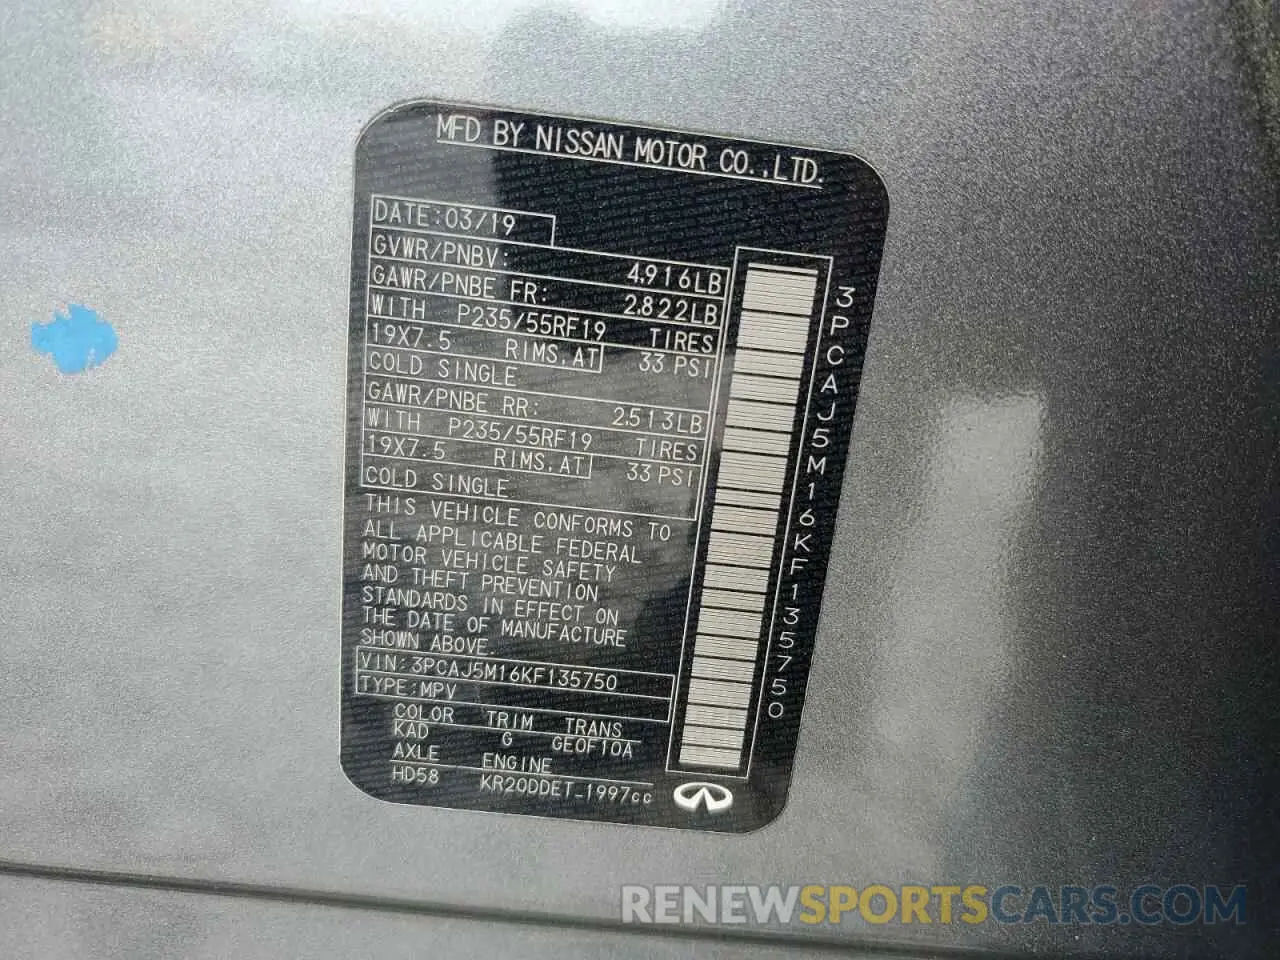 MFD BY NISSAN MOTOR CO.,LTD.
DATE:03/19
GVWR/PNBV: 4,916LB
GAWR/PNBE FR: 2,822LB
WITH P235/55RF19 TIRES
19X7.5 RIMS,AT 33 PSI
COLD SINGLE
GAWR/PNBE RR: 2,513LB
WITH P235/55RF19 TIRES
19X7.5 RIMS,AT 33 PSI
COLD SINGLE
THIS VEHICLE CONFORMS TO
ALL APPLICABLE FEDERAL
MOTOR VEHICLE SAFETY
AND THEFT PREVENTION
STANDARDS IN EFFECT ON
THE DATE OF MANUFACTURE
SHOWN ABOVE.
VIN:3PCAJ5M16KF135750
TYPE:MPV
COLOR TRIM TRANS
KAD G GE0F10A
AXLE ENGINE
HD58 KR20DDET_1997cc
3PCAJ5M16KF135750
RENEWSPORTSCARS.COM